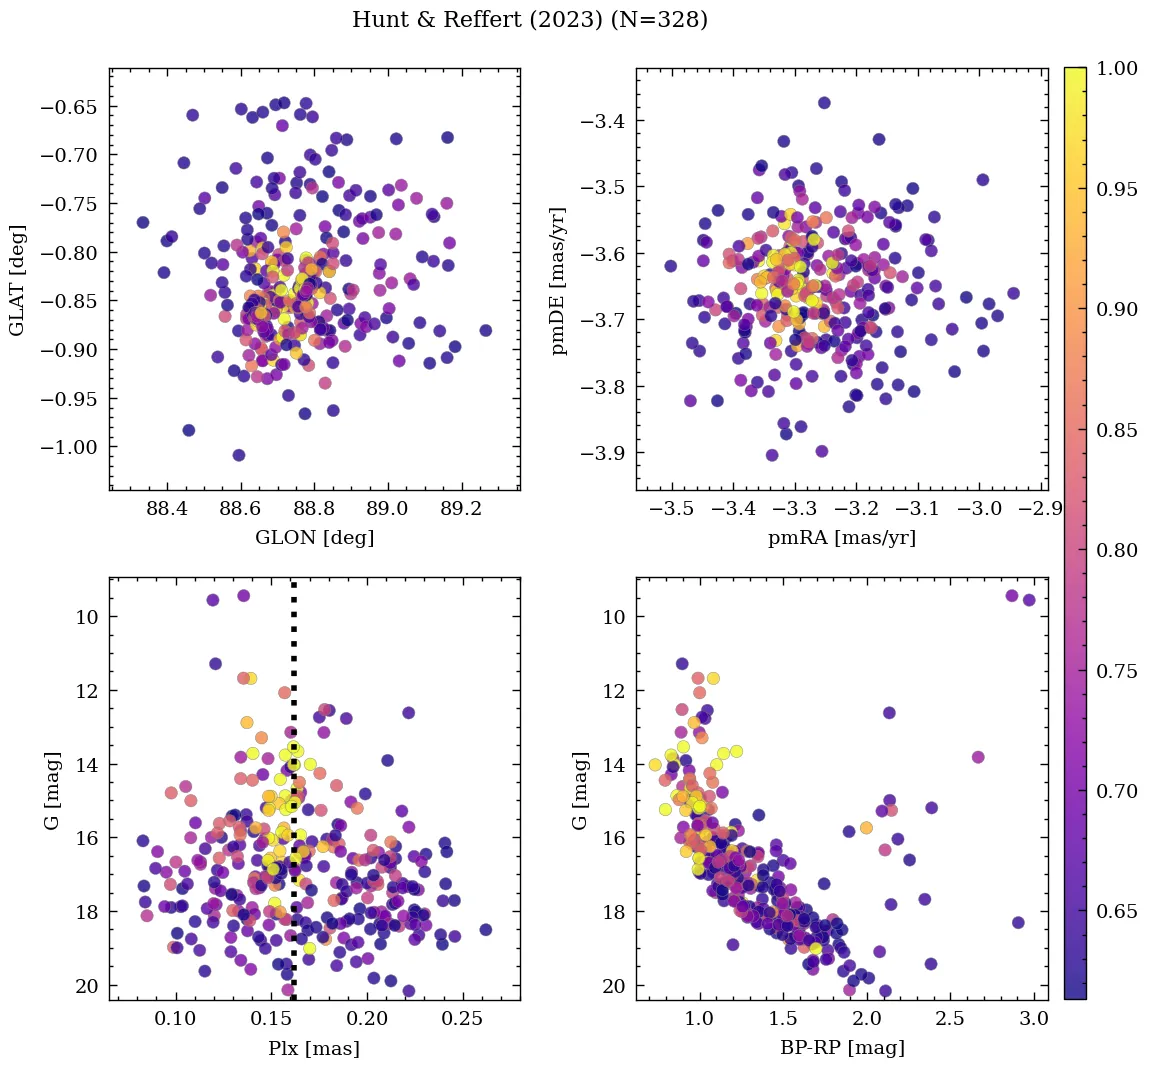 Hunt & Reffert (2023) (N=328)
−0.65
−0.70
−0.75
−0.80
−0.85
−0.90
−0.95
−1.00
GLAT [deg]
88.4 88.6 88.8 89.0 89.2
GLON [deg]
−3.4
−3.5
−3.6
−3.7
−3.8
−3.9
pmDE [mas/yr]
−3.5 −3.4 −3.3 −3.2 −3.1 −3.0 −2.9
pmRA [mas/yr]
10
12
14
16
18
20
G [mag]
0.10 0.15 0.20 0.25
Plx [mas]
10
12
14
16
18
20
G [mag]
1.0 1.5 2.0 2.5 3.0
BP-RP [mag]
1.00
0.95
0.90
0.85
0.80
0.75
0.70
0.65